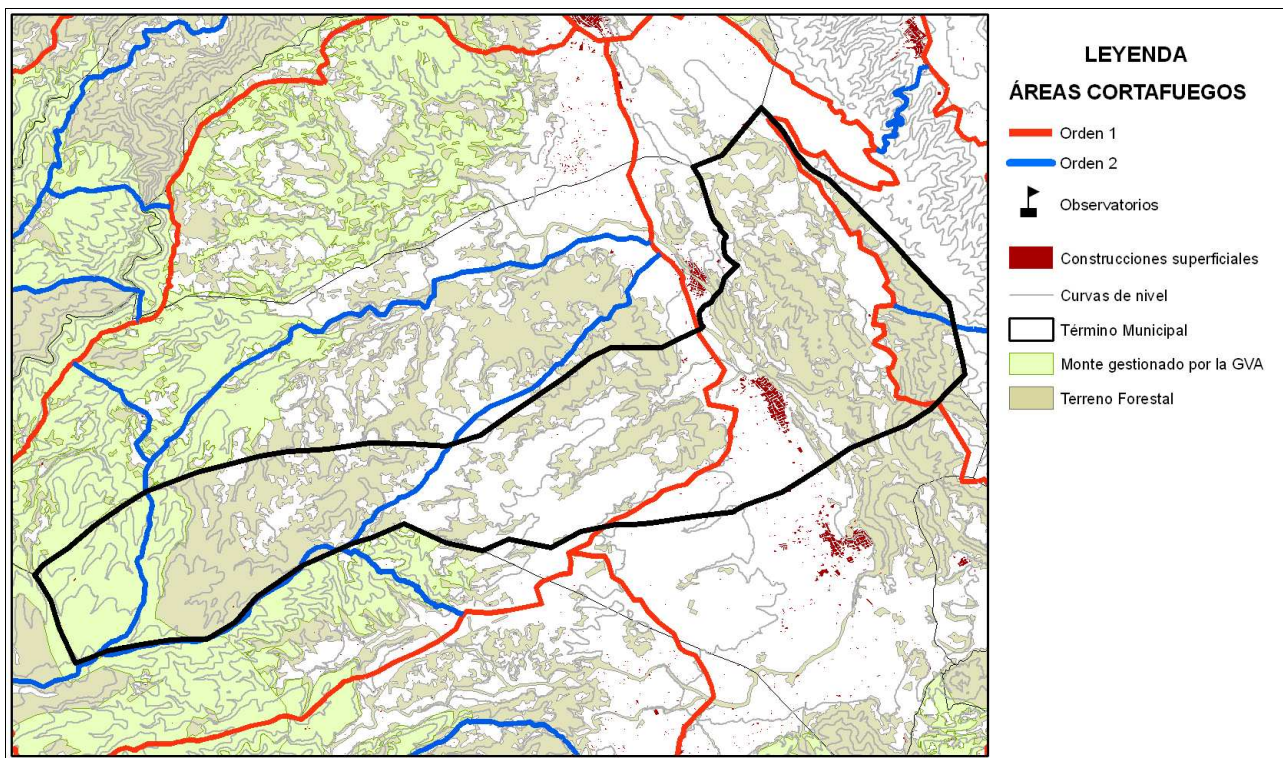 LEYENDA
ÁREAS CORTAFUEGOS
Orden 1
Orden 2
Observatorios
Construcciones superficiales
Curvas de nivel
Término Municipal
Monte gestionado por la GVA
Terreno Forestal